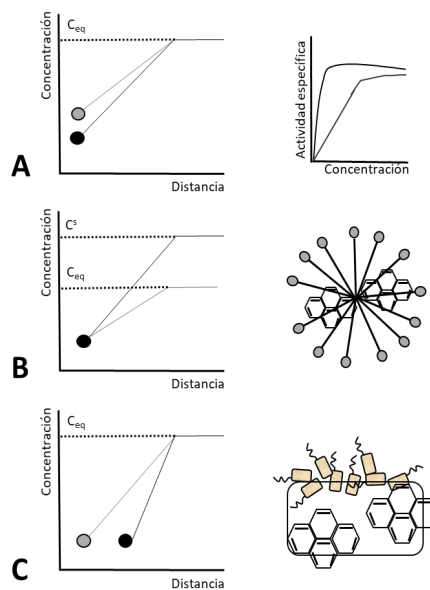 Concentración
Ceq
Distancia
A
Actividad específica
Concentración
Concentración
Cs
Ceq
Distancia
B
Concentración
Ceq
Distancia
C